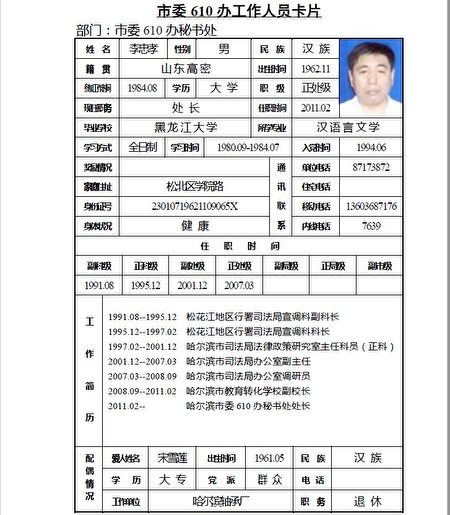 市委610办工作人员卡片
部门：市委610办秘书处
姓名 李忠孝 性别 男 民族 汉族
籍贯 山东高密 出生时间 1962.11
参加工作时间 1984.08 学历 大学 职级 正处级
现任职务 处长 任职时间 2011.02
毕业学校 黑龙江大学 所学专业 汉语言文学
学习方式 全日制 学习时间 1980.09-1984.07 入党时间 1994.06
奖惩情况 通讯联系 单位电话 87173872
家庭住址 松北区学院路 住宅电话
身份证号 23010719621109065X 移动电话 13603687176
身体状况 健康 内线电话 7639
任职时间
副科级 正科级 副处级 正处级 副局级 正局级 副市级
1991.08 1995.12 2001.12 2007.03
工作简历
1991.08--1995.12 松花江地区行署司法局宣调科副科长
1995.12--1997.02 松花江地区行署司法局宣调科科长
1997.02--2001.12 哈尔滨市司法局法律政策研究室主任科员（正科）
2001.12--2007.03 哈尔滨市司法局办公室副主任
2007.03--2008.09 哈尔滨市司法局办公室调研员
2008.09--2011.02 哈尔滨市教育转化学校副校长
2011.02-- 哈尔滨市委610办秘书处处长
配偶情况
爱人姓名 宋雪莲 出生时间 1961.05 民族 汉族
学历 大专 党派 群众 电话
工作单位 哈尔滨轴承厂 职务 退休